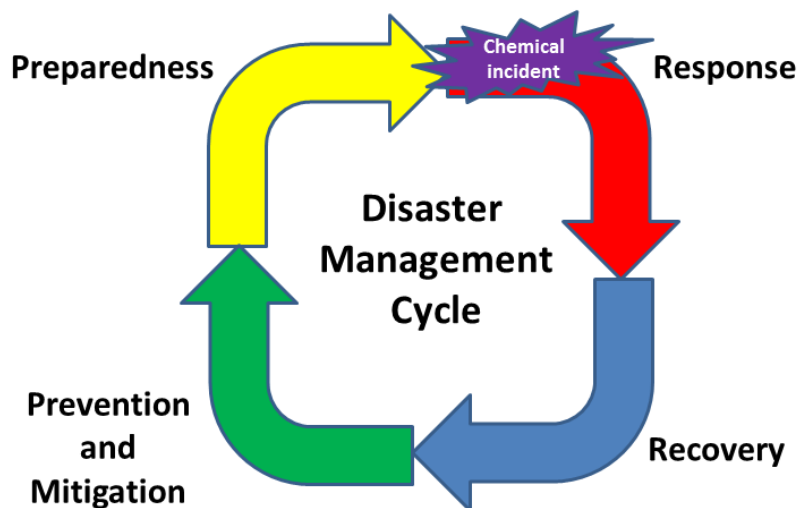 Chemical
incident
Preparedness
Response
Disaster
Management
Cycle
Prevention
and
Mitigation
Recovery